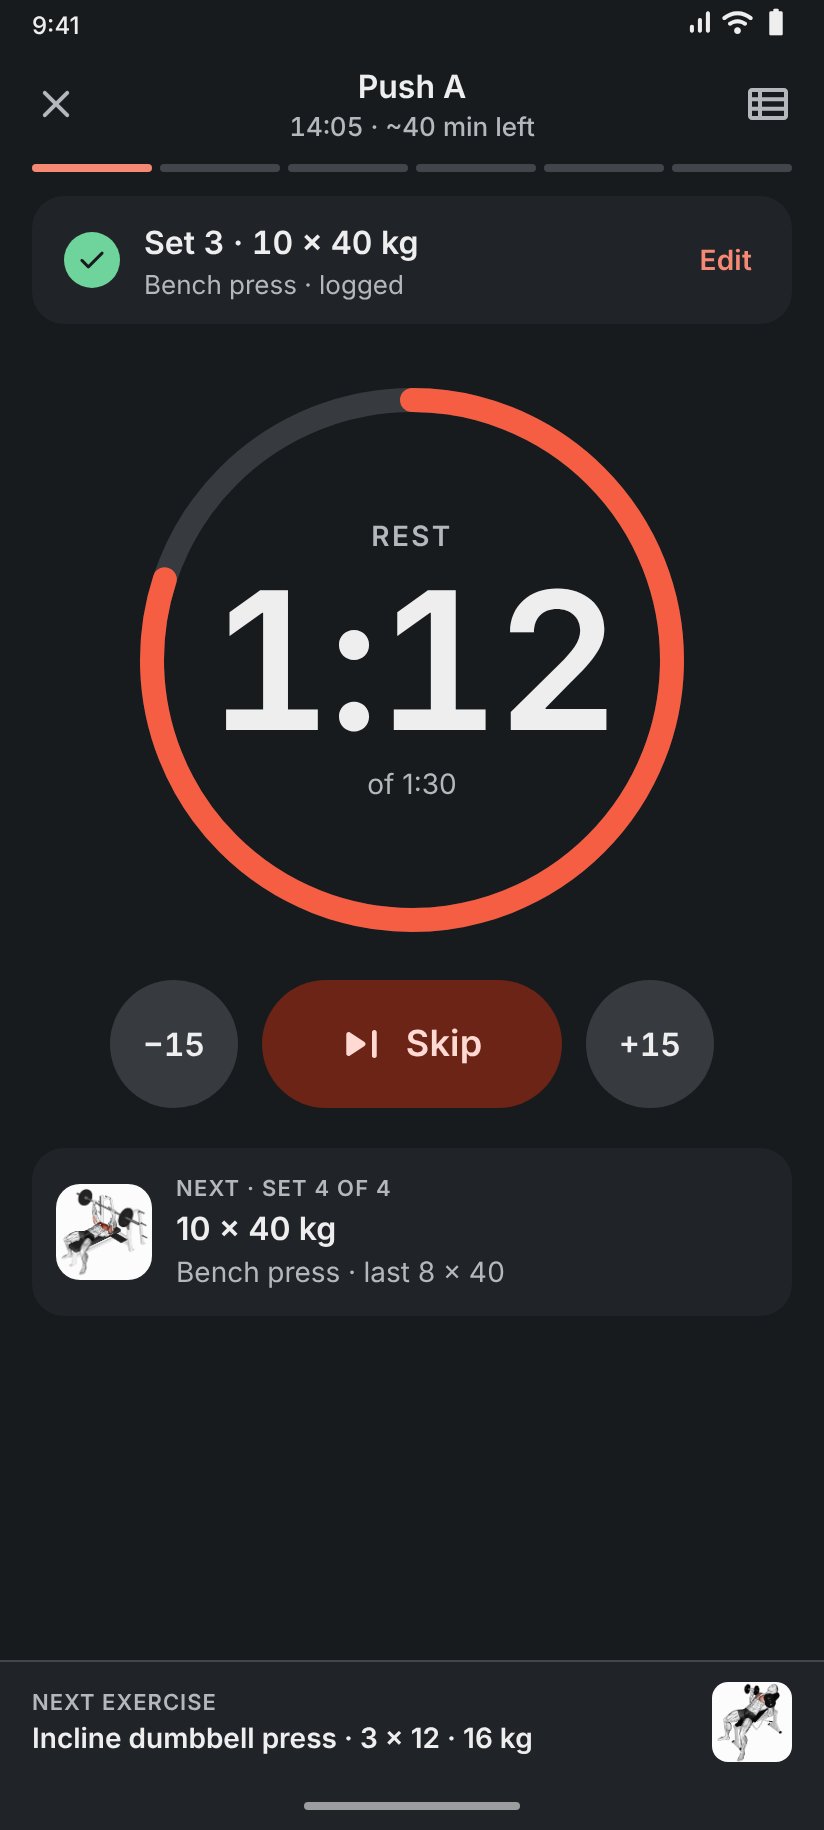 9:41
Push A
14:05 · ~40 min left
Set 3 · 10 × 40 kg
Bench press · logged
Edit
REST
1:12
of 1:30
−15
Skip
+15
NEXT · SET 4 OF 4
10 × 40 kg
Bench press · last 8 × 40
NEXT EXERCISE
Incline dumbbell press · 3 × 12 · 16 kg